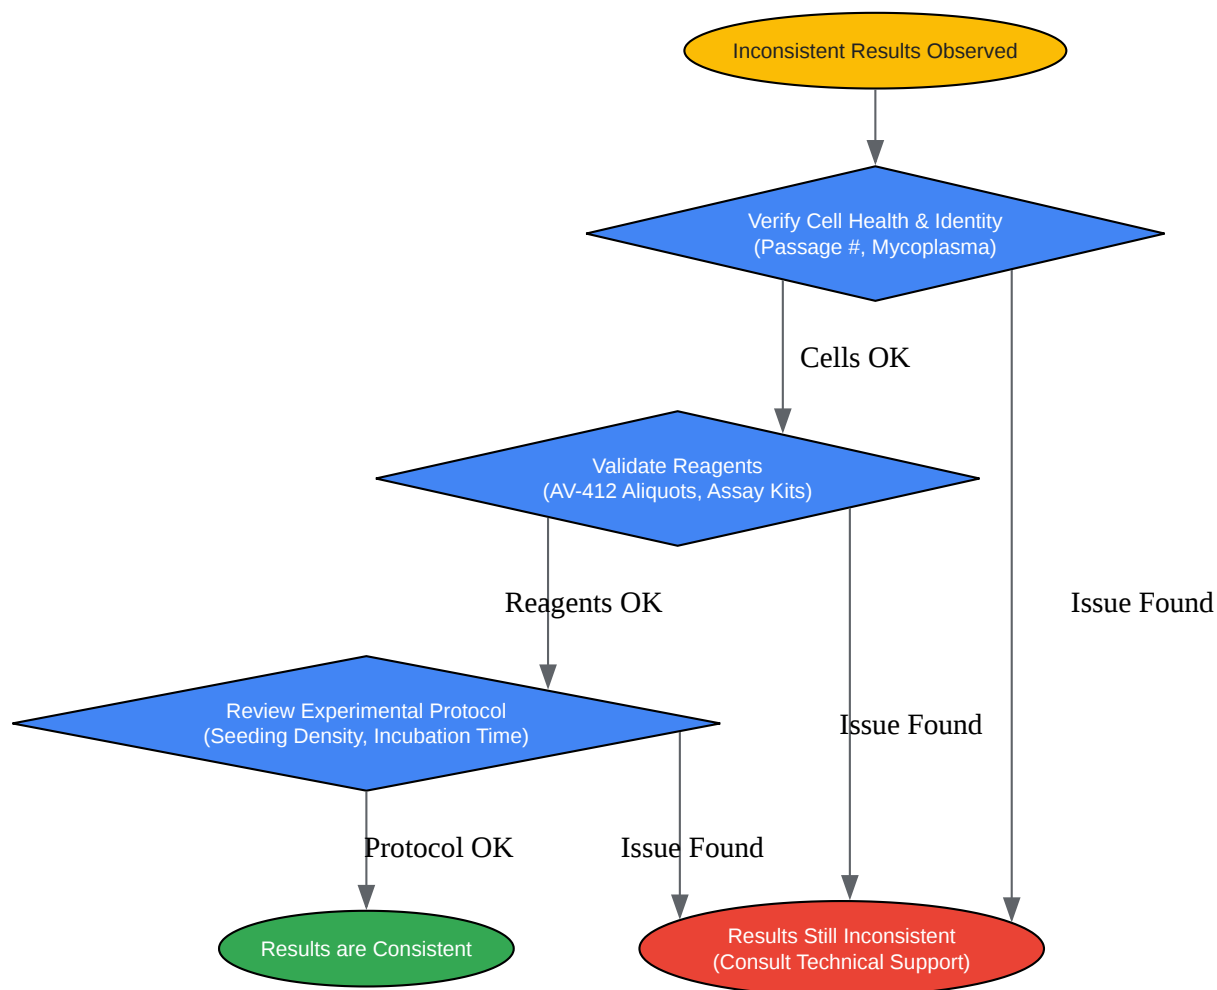 Inconsistent Results Observed
Verify Cell Health & Identity
(Passage #, Mycoplasma)
Cells OK
Validate Reagents
(AV-412 Aliquots, Assay Kits)
Reagents OK
Issue Found
Review Experimental Protocol
(Seeding Density, Incubation Time)
Issue Found
Protocol OK
Issue Found
Results are Consistent
Results Still Inconsistent
(Consult Technical Support)